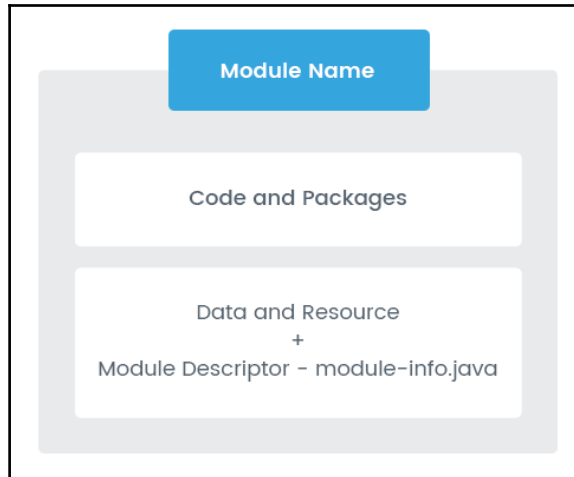 Module Name
Code and Packages
Data and Resource
+
Module Descriptor - module-info.java